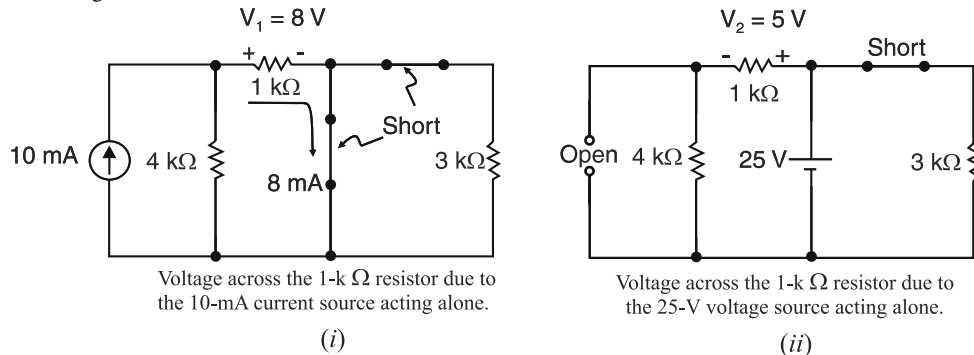 V1 = 8 V
+ -
1 kΩ
Short
10 mA
4 kΩ
8 mA
3 kΩ
Voltage across the 1-k Ω resistor due to
the 10-mA current source acting alone.
(i)
V2 = 5 V
- +
Short
1 kΩ
Open
4 kΩ
25 V
3 kΩ
Voltage across the 1-k Ω resistor due to
the 25-V voltage source acting alone.
(ii)